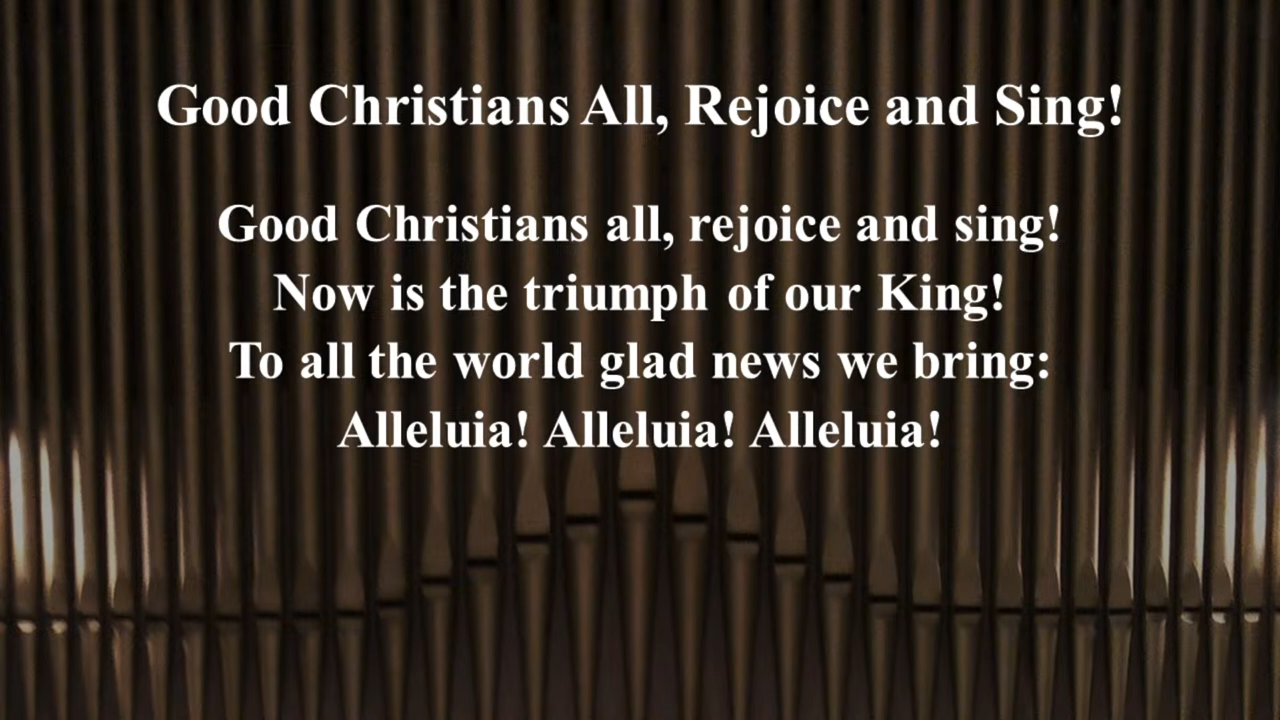 Good Christians All, Rejoice and Sing!
Good Christians all, rejoice and sing!
Now is the triumph of our King!
To all the world glad news we bring:
Alleluia! Alleluia! Alleluia!